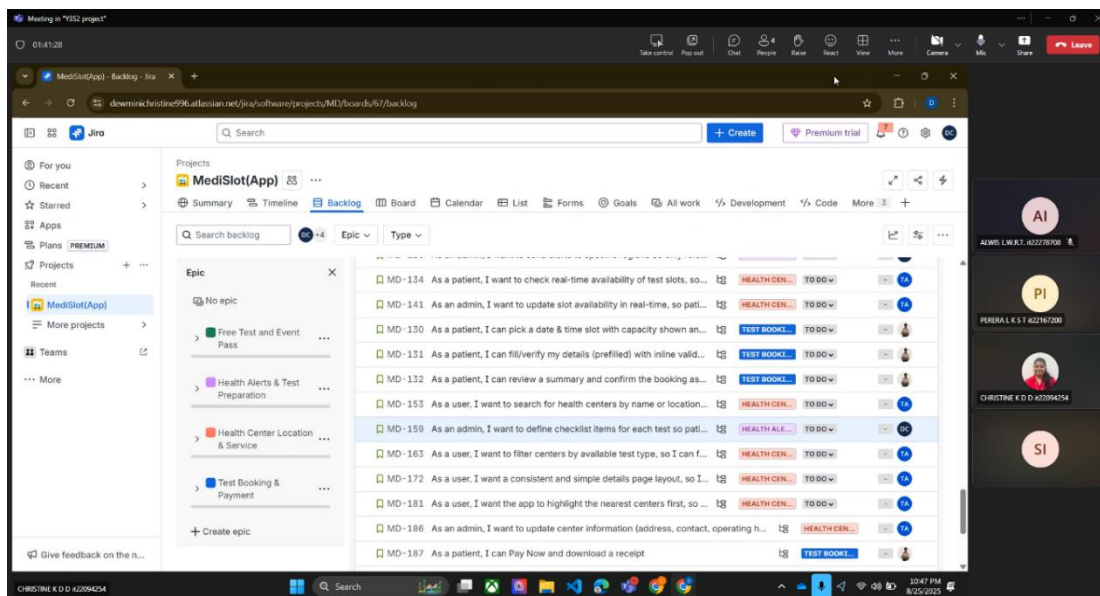 Meeting in "Y3S2 project"
01:41:28
Take control Pop out Chat People 4 Raise React View More Camera Mic Share Leave
MediSlot(App) - Backlog - Jira
dewminichristine996.atlassian.net/jira/software/projects/MD/boards/67/backlog
Jira
Search
+ Create
Premium trial
7
DC
For you
Recent
Starred
Apps
Plans PREMIUM
Projects
Recent
MediSlot(App)
More projects
Teams
More
Give feedback on the n...
Projects
MediSlot(App)
Summary Timeline Backlog Board Calendar List Forms Goals All work Development Code More 3
Search backlog DC +4 Epic Type
Epic
No epic
Free Test and Event
Pass
Health Alerts & Test
Preparation
Health Center Location
& Service
Test Booking &
Payment
+ Create epic
MD-134 As a patient, I want to check real-time availability of test slots, so... HEALTH CEN... TO DO - TA
MD-141 As an admin, I want to update slot availability in real-time, so pati... HEALTH CEN... TO DO - TA
MD-130 As a patient, I can pick a date & time slot with capacity shown an... TEST BOOKI... TO DO -
MD-131 As a patient, I can fill/verify my details (prefilled) with inline valid... TEST BOOKI... TO DO -
MD-132 As a patient, I can review a summary and confirm the booking as... TEST BOOKI... TO DO -
MD-153 As a user, I want to search for health centers by name or location... HEALTH CEN... TO DO - TA
MD-159 As an admin, I want to define checklist items for each test so pati... HEALTH ALE... TO DO - DC
MD-163 As a user, I want to filter centers by available test type, so I can f... HEALTH CEN... TO DO - TA
MD-172 As a user, I want a consistent and simple details page layout, so I... HEALTH CEN... TO DO - TA
MD-181 As a user, I want the app to highlight the nearest centers first, so ... HEALTH CEN... TO DO - TA
MD-186 As an admin, I want to update center information (address, contact, operating h... HEALTH CEN... - TA
MD-187 As a patient, I can Pay Now and download a receipt TEST BOOKI... -
AI
ALWIS L.W.R.T. it22278708
PI
PERERA L K S T it22167200
CHRISTINE K D D it22094254
SI
CHRISTINE K D D it22094254
Search
10:47 PM
8/25/2025